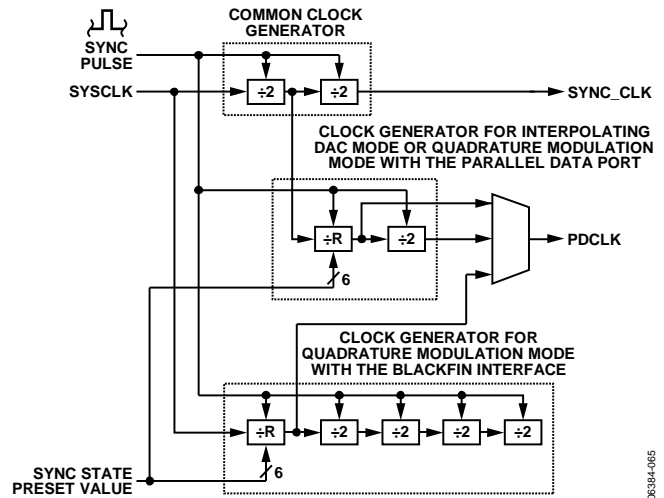 COMMON CLOCK
GENERATOR
SYNC
PULSE
SYSCLK
÷2
÷2
SYNC_CLK
CLOCK GENERATOR FOR INTERPOLATING
DAC MODE OR QUADRATURE MODULATION
MODE WITH THE PARALLEL DATA PORT
÷R
÷2
PDCLK
6
CLOCK GENERATOR FOR
QUADRATURE MODULATION MODE
WITH THE BLACKFIN INTERFACE
÷R
÷2
÷2
÷2
÷2
6
SYNC STATE
PRESET VALUE
06384-065